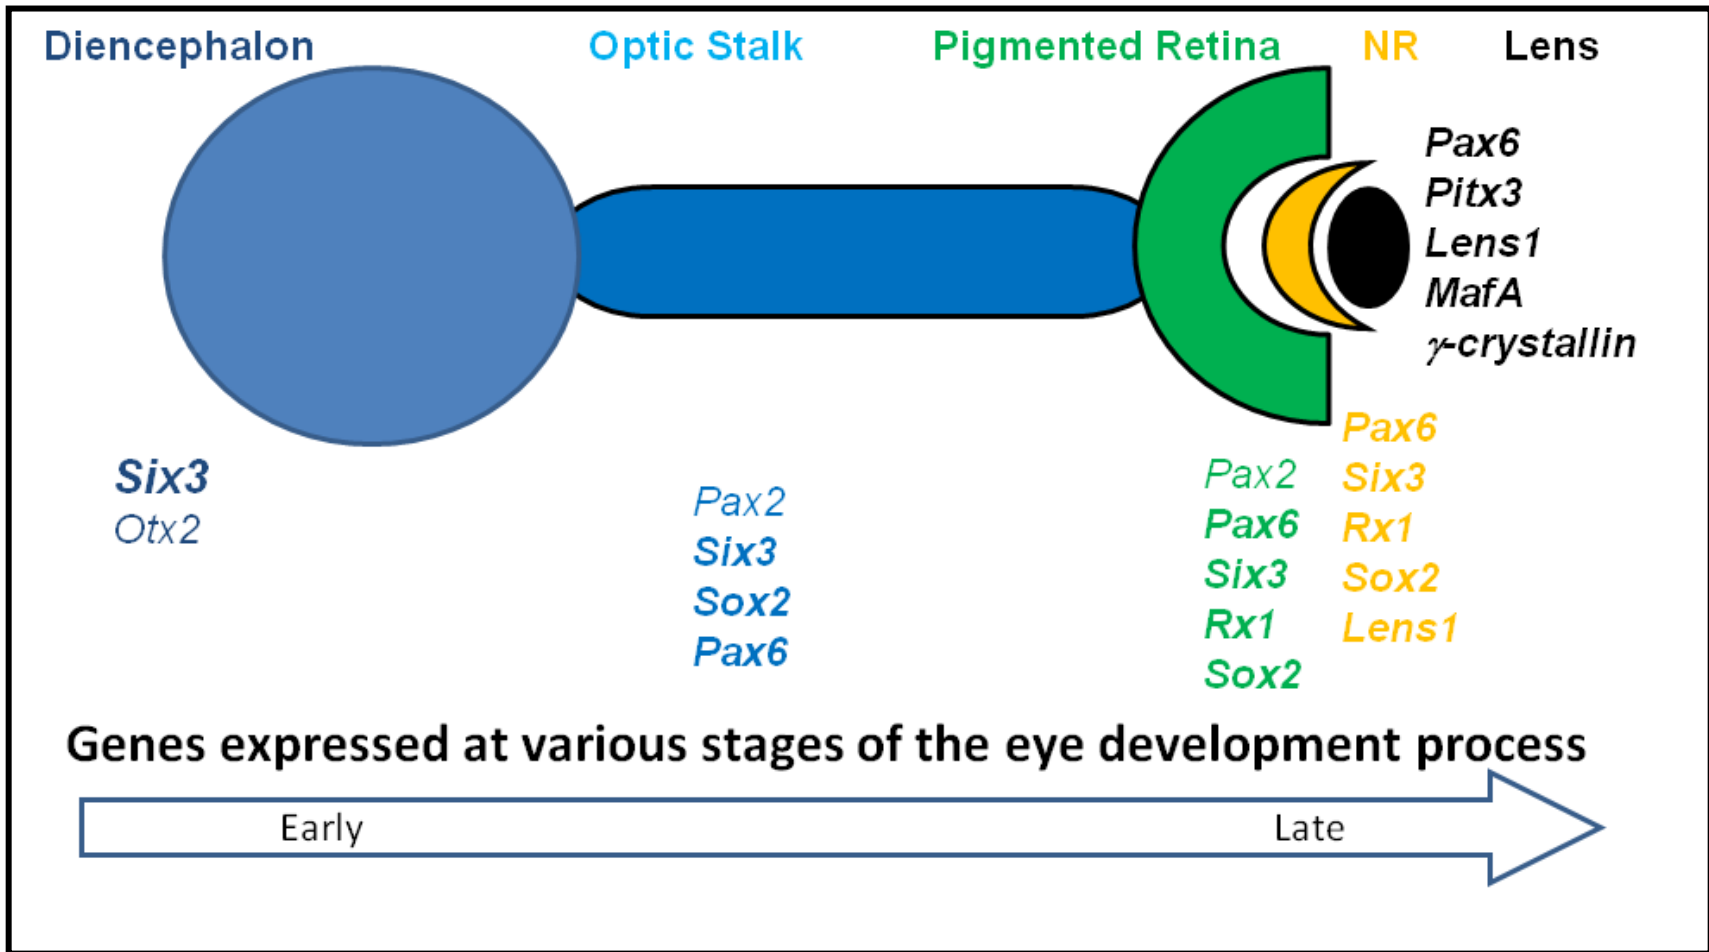 Diencephalon
Optic Stalk
Pigmented Retina
NR
Lens
Pax6
Pitx3
Lens1
MafA
γ-crystallin
Six3
Otx2
Pax2
Six3
Sox2
Pax6
Pax2
Pax6
Six3
Rx1
Sox2
Pax6
Six3
Rx1
Sox2
Lens1
Genes expressed at various stages of the eye development process
Early
Late